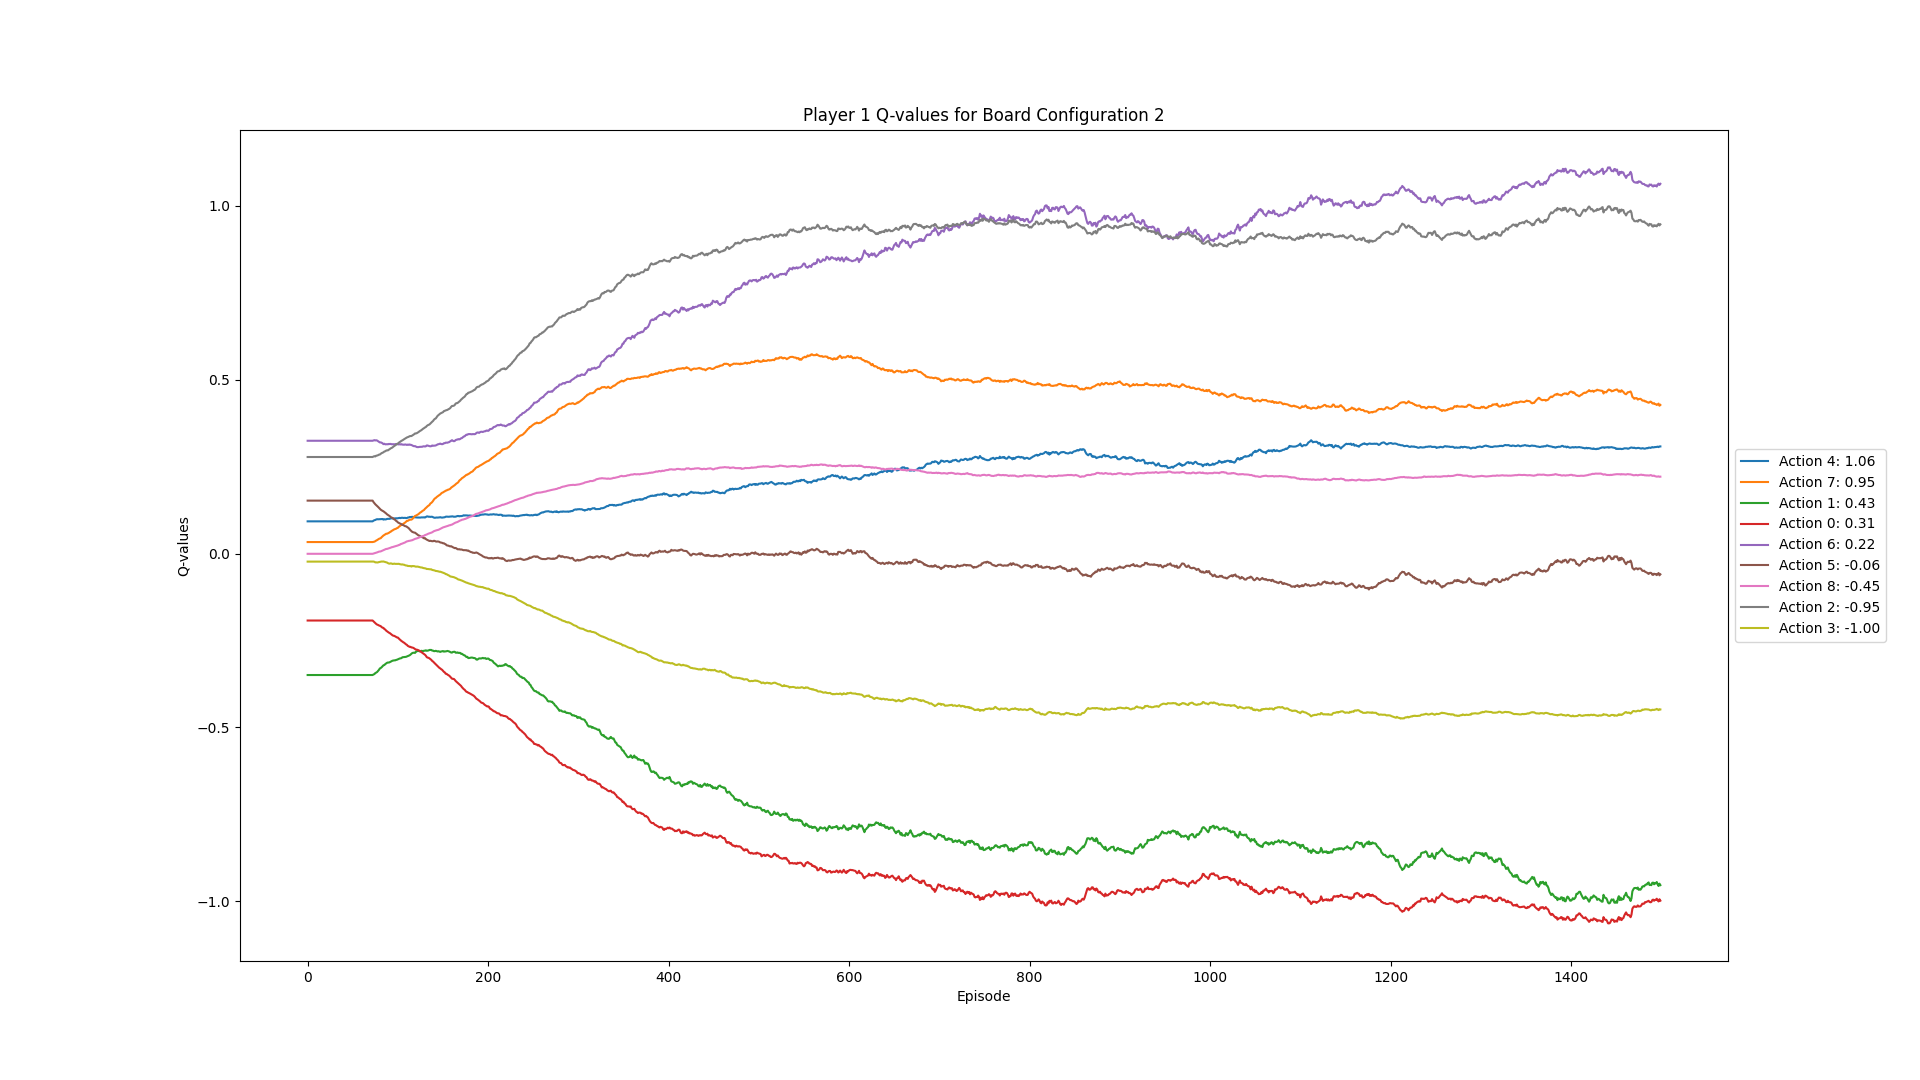 Player 1 Q-values for Board Configuration 2
1.0
0.5
0.0
−0.5
−1.0
Q-values
0 200 400 600 800 1000 1200 1400
Episode
Action 4: 1.06
Action 7: 0.95
Action 1: 0.43
Action 0: 0.31
Action 6: 0.22
Action 5: -0.06
Action 8: -0.45
Action 2: -0.95
Action 3: -1.00